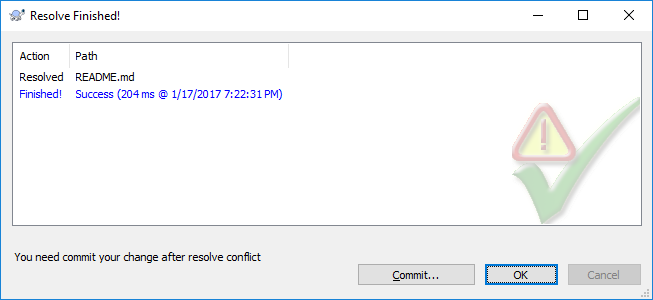 Resolve Finished!
Action Path
Resolved README.md
Finished! Success (204 ms @ 1/17/2017 7:22:31 PM)
You need commit your change after resolve conflict
Commit... OK Cancel